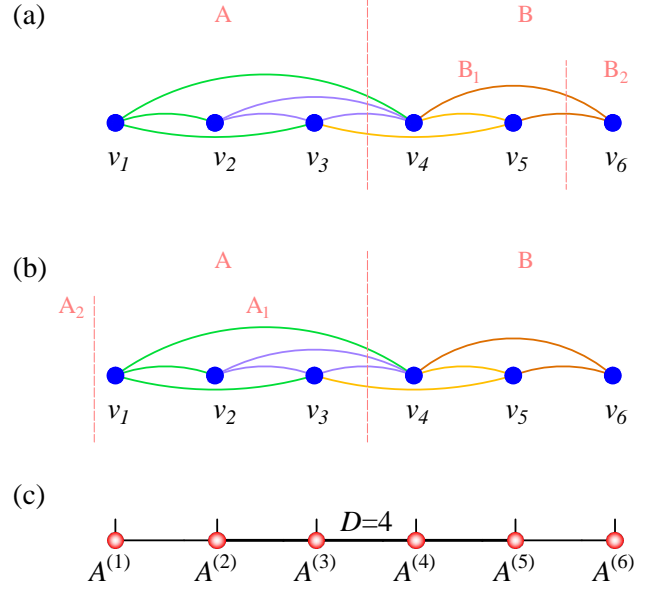 (a)
A B
B₁ B₂
v₁ v₂ v₃ v₄ v₅ v₆
(b)
A B
A₂ A₁
v₁ v₂ v₃ v₄ v₅ v₆
(c)
D=4
A⁽¹⁾ A⁽²⁾ A⁽³⁾ A⁽⁴⁾ A⁽⁵⁾ A⁽⁶⁾